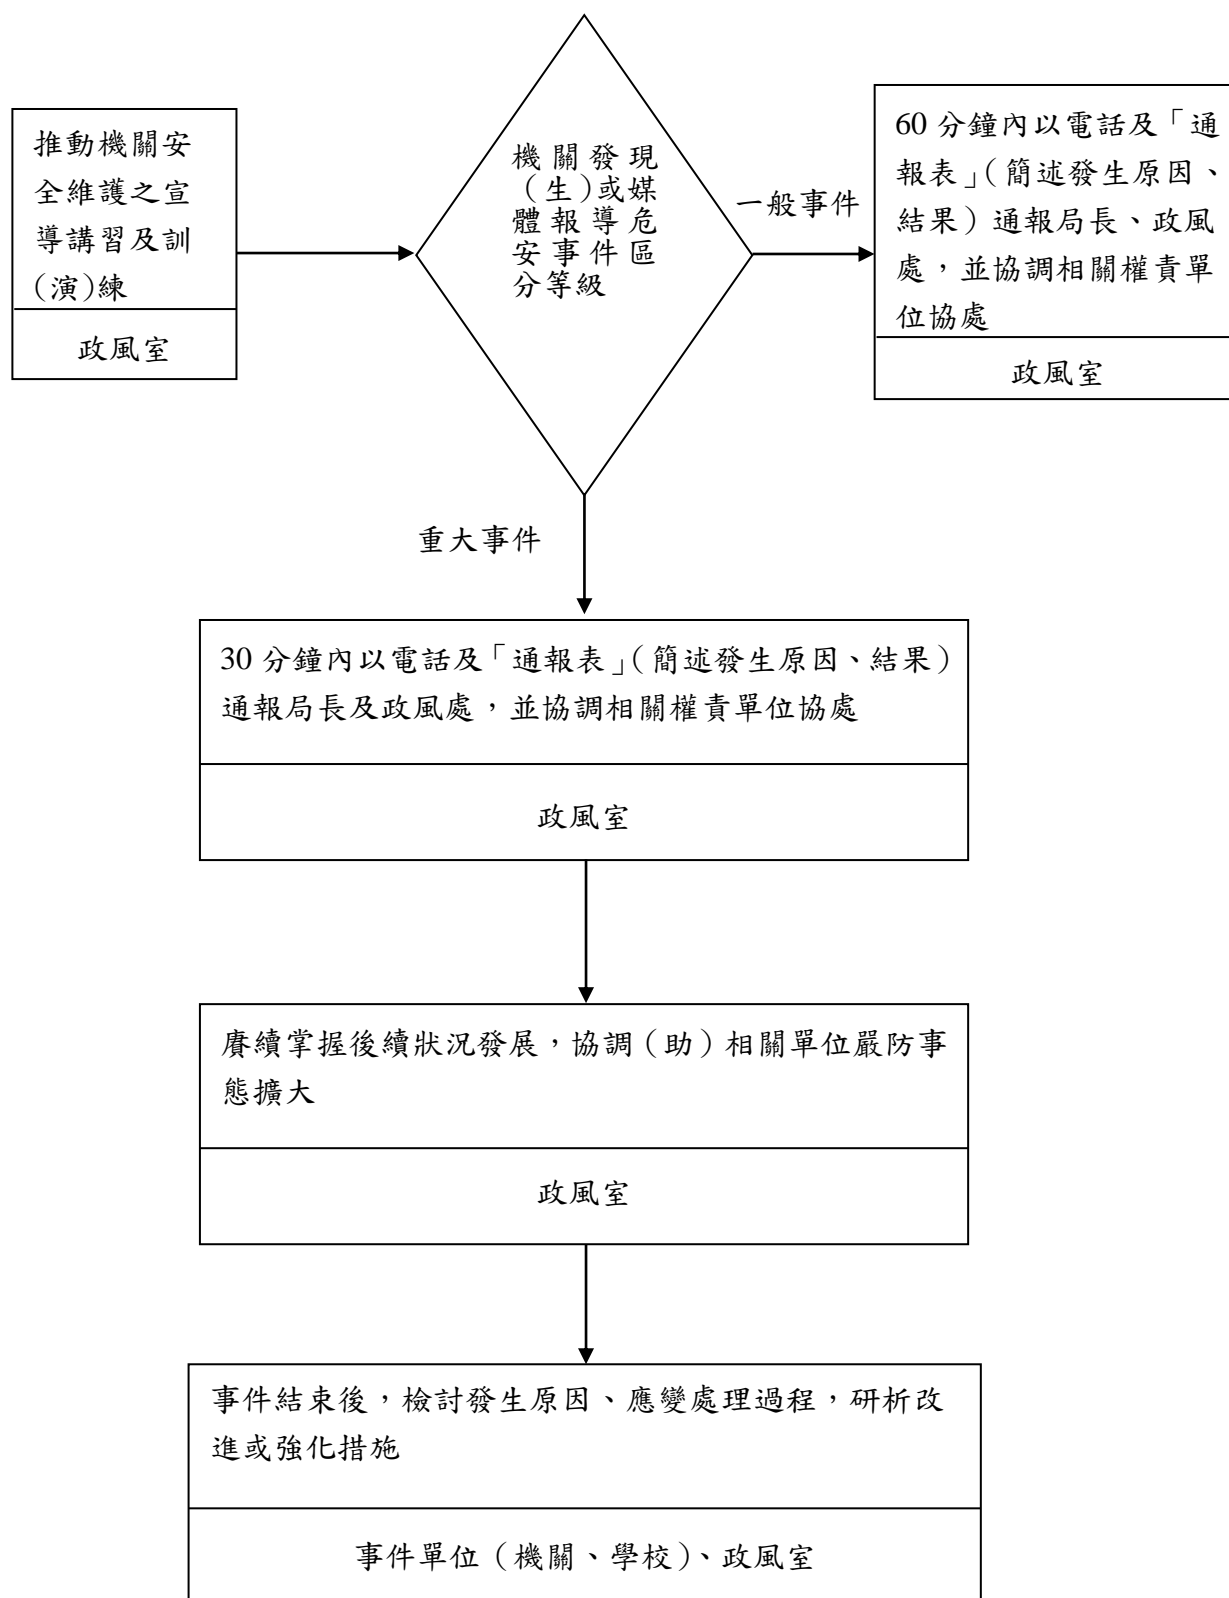 推動機關安
全維護之宣
導講習及訓
(演)練
政風室
機關發現
(生)或媒
體報導危
安事件區
分等級
一般事件
60 分鐘內以電話及「通
報表」(簡述發生原因、
結果)通報局長、政風
處,並協調相關權責單
位協處
政風室
重大事件
30 分鐘內以電話及「通報表」(簡述發生原因、結果)
通報局長及政風處,並協調相關權責單位協處
政風室
賡續掌握後續狀況發展,協調(助)相關單位嚴防事
態擴大
政風室
事件結束後,檢討發生原因、應變處理過程,研析改
進或強化措施
事件單位(機關、學校)、政風室